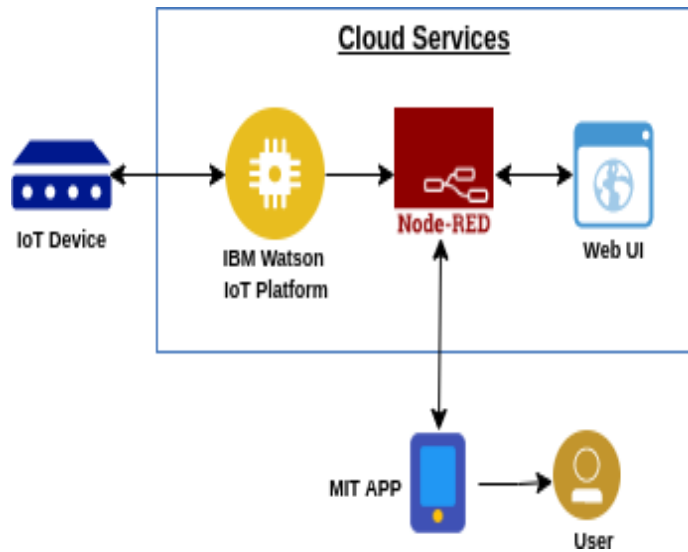 Cloud Services
IoT Device
IBM Watson
IoT Platform
Node-RED
Web UI
MIT APP
User